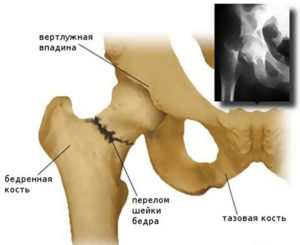 вертлужная
впадина
бедренная
кость
перелом
шейки
бедра
тазовая кость